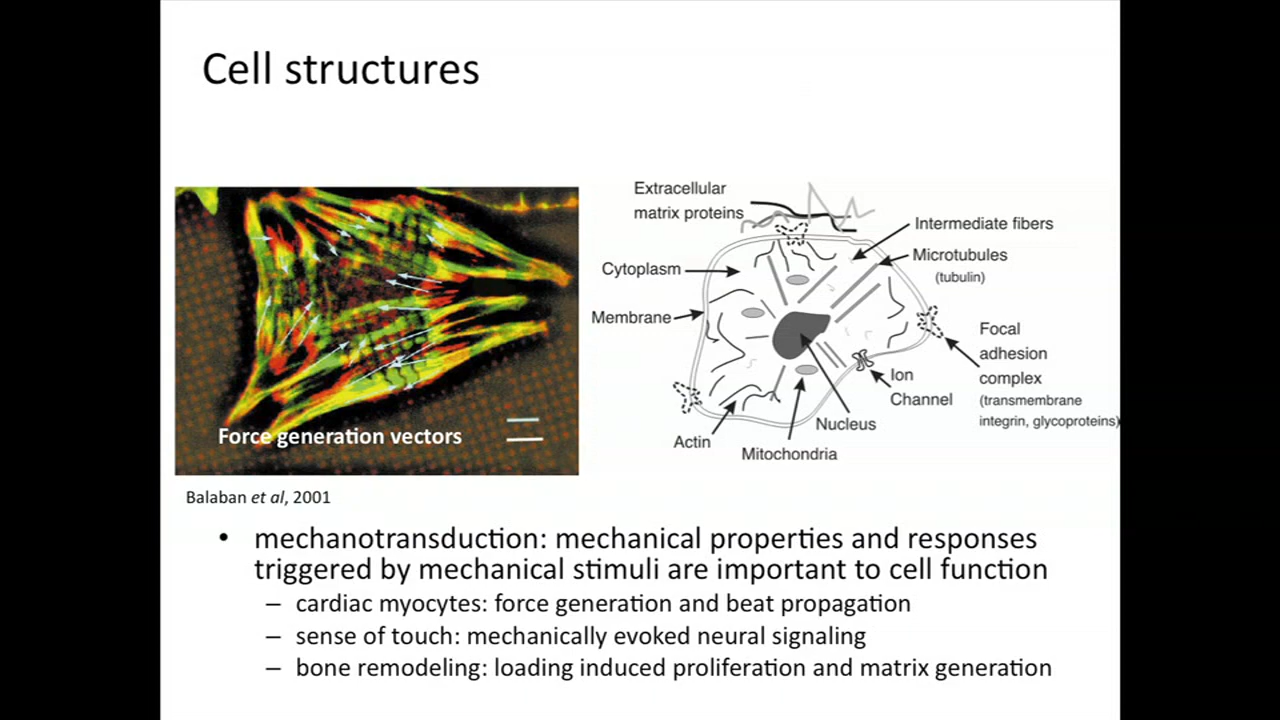 Cell structures
Force generation vectors
Balaban et al, 2001
Extracellular
matrix proteins
Intermediate fibers
Microtubules
(tubulin)
Cytoplasm
Membrane
Focal
adhesion
complex
(transmembrane
integrin, glycoproteins)
Ion
Channel
Nucleus
Actin
Mitochondria
• mechanotransduction: mechanical properties and responses
triggered by mechanical stimuli are important to cell function
– cardiac myocytes: force generation and beat propagation
– sense of touch: mechanically evoked neural signaling
– bone remodeling: loading induced proliferation and matrix generation